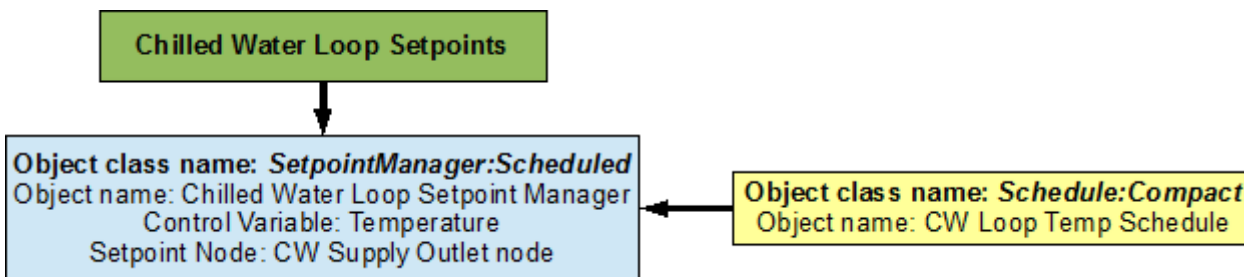 Chilled Water Loop Setpoints
Object class name: SetpointManager:Scheduled
Object name: Chilled Water Loop Setpoint Manager
Control Variable: Temperature
Setpoint Node: CW Supply Outlet node
Object class name: Schedule:Compact
Object name: CW Loop Temp Schedule